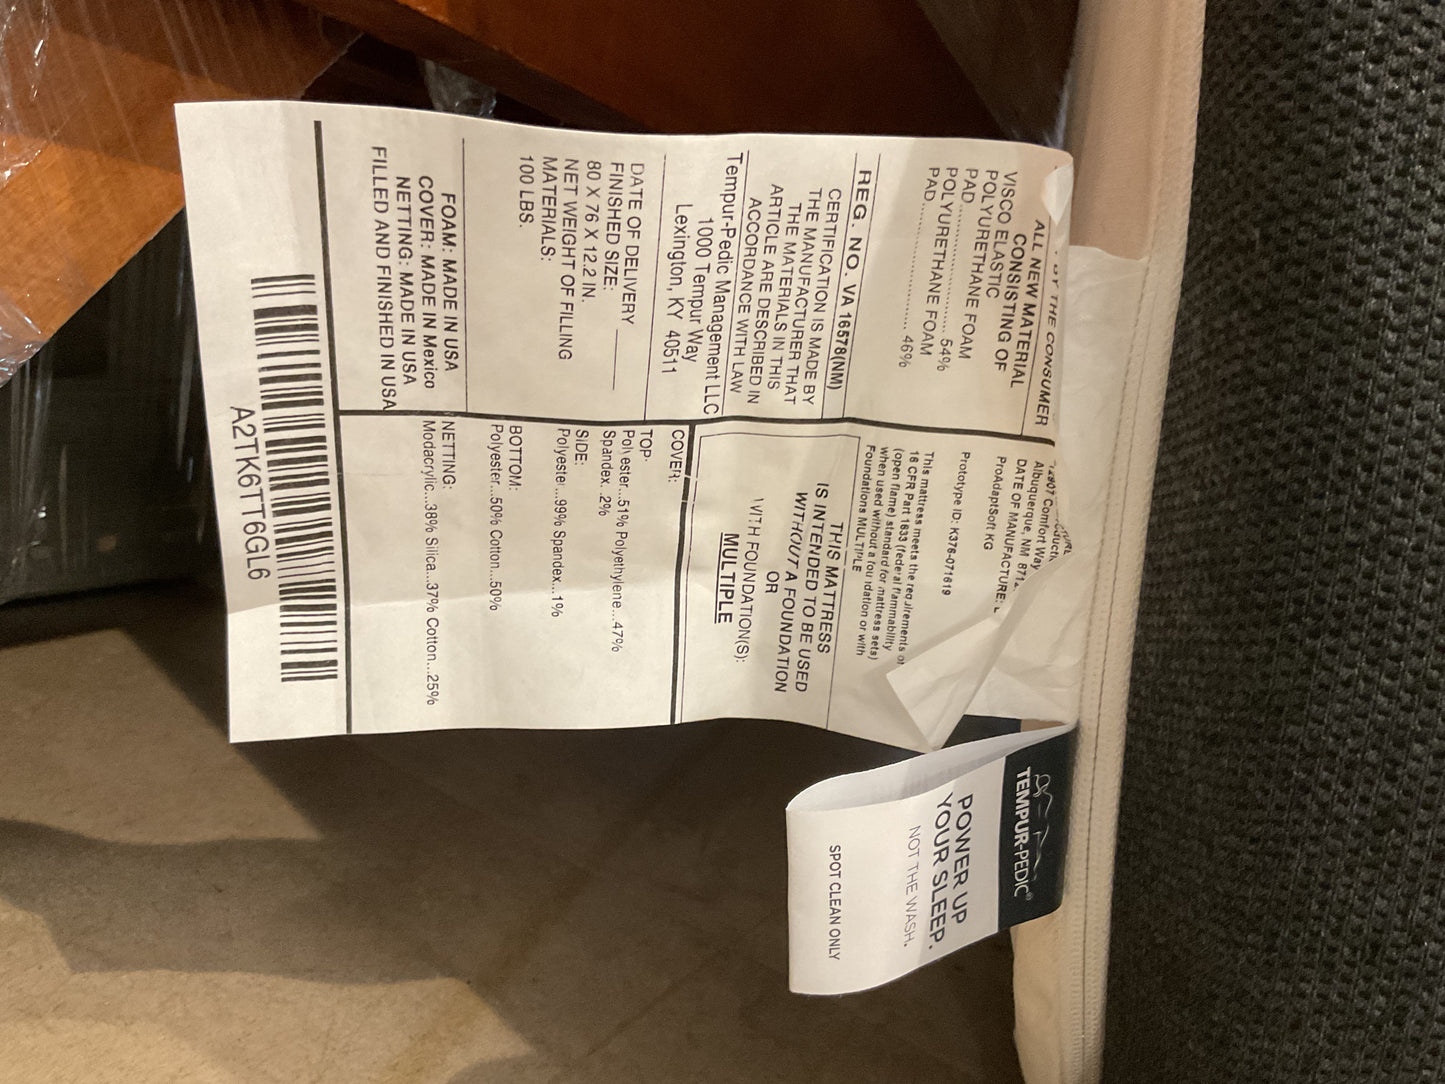 BY THE CONSUMER
ALL NEW MATERIAL
CONSISTING OF
VISCO ELASTIC
POLYURETHANE FOAM
PAD................... 54%
POLYURETHANE FOAM
PAD....................... 46%
REG. NO. VA 16578(NM)
CERTIFICATION IS MADE BY
THE MANUFACTURER THAT
THE MATERIALS IN THIS
ARTICLE ARE DESCRIBED IN
ACCORDANCE WITH LAW
Tempur-Pedic Management LLC
1000 Tempur Way
Lexington, KY 40511
DATE OF DELIVERY
FINISHED SIZE:
80 X 76 X 12.2 IN.
NET WEIGHT OF FILLING
MATERIALS:
100 LBS.
FOAM: MADE IN USA
COVER: MADE IN Mexico
NETTING: MADE IN USA
FILLED AND FINISHED IN USA
Comfort Way
Albuquerque, NM
DATE OF MANUFACTURE:
ProAdaptSoft KG
Prototype ID: K376-071619
This mattress meets the requirements of
16 CFR Part 1633 (federal flammability
(open flame) standard for mattress sets)
when used without a foundation or with
Foundations MULTIPLE
THIS MATTRESS
IS INTENDED TO BE USED
WITHOUT A FOUNDATION
OR
WITH FOUNDATION(S):
MULTIPLE
COVER:
TOP:
Polyester...51% Polyethylene...47%
Spandex..2%
SIDE:
Polyester...99% Spandex...1%
BOTTOM:
Polyester...50% Cotton...50%
NETTING:
Modacrylic...38% Silica...37% Cotton...25%
A2TK6TT6GL6
TEMPUR-PEDIC®
POWER UP
YOUR SLEEP.
NOT THE WASH.
SPOT CLEAN ONLY